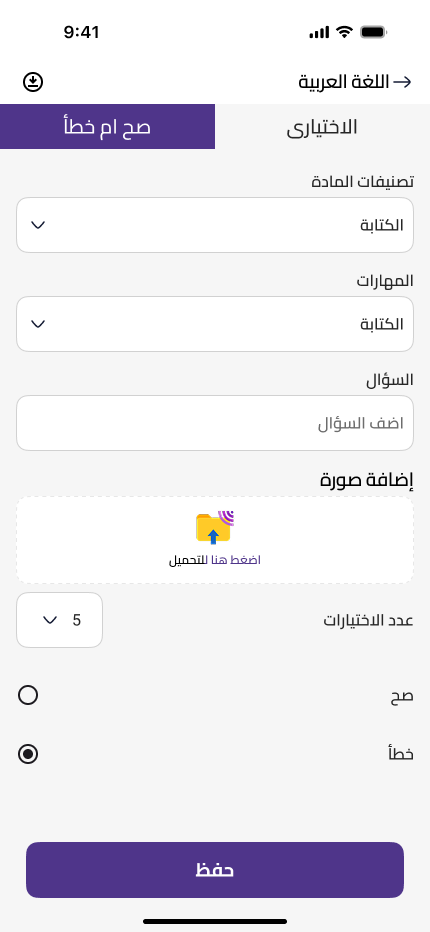 9:41
اللغة العربية
الاختيارى
صح ام خطأ
تصنيفات المادة
الكتابة
المهارات
الكتابة
السؤال
اضف السؤال
إضافة صورة
اضغط هنا للتحميل
عدد الاختيارات
5
صح
خطأ
حفظ